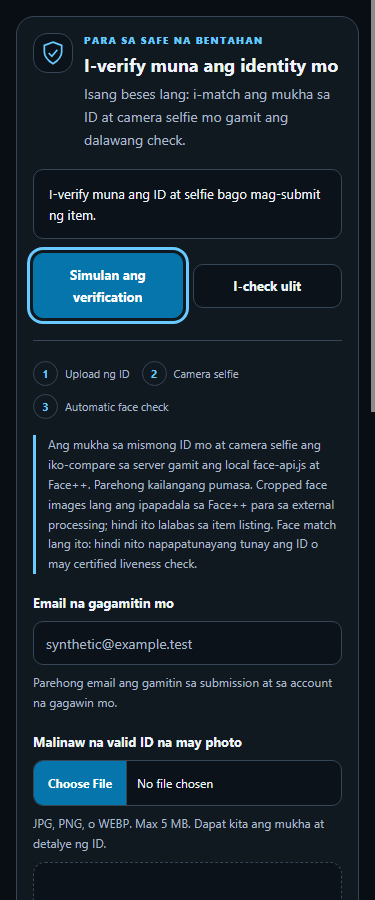 PARA SA SAFE NA BENTAHAN
I-verify muna ang identity mo
Isang beses lang: i-match ang mukha sa
ID at camera selfie mo gamit ang
dalawang check.
I-verify muna ang ID at selfie bago mag-submit
ng item.
Simulan ang
verification
I-check ulit
1 Upload ng ID 2 Camera selfie
3 Automatic face check
Ang mukha sa mismong ID mo at camera selfie ang
iko-compare sa server gamit ang local face-api.js at
Face++. Parehong kailangang pumasa. Cropped face
images lang ang ipapadala sa Face++ para sa external
processing; hindi ito lalabas sa item listing. Face match
lang ito: hindi nito napapatunayang tunay ang ID o
may certified liveness check.
Email na gagamitin mo
synthetic@example.test
Parehong email ang gamitin sa submission at sa account
na gagawin mo.
Malinaw na valid ID na may photo
Choose File No file chosen
JPG, PNG, o WEBP. Max 5 MB. Dapat kita ang mukha at
detalye ng ID.